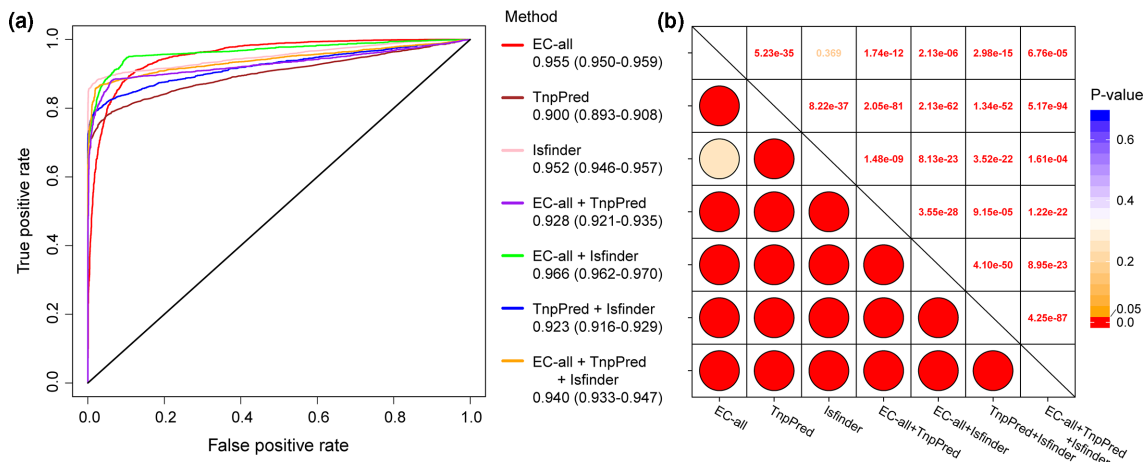 (a)
True positive rate
0.0
0.2
0.4
0.6
0.8
1.0
0.0
0.2
0.4
0.6
0.8
1.0
False positive rate
Method
EC-all
0.955 (0.950-0.959)
TnpPred
0.900 (0.893-0.908)
Isfinder
0.952 (0.946-0.957)
EC-all + TnpPred
0.928 (0.921-0.935)
EC-all + Isfinder
0.966 (0.962-0.970)
TnpPred + Isfinder
0.923 (0.916-0.929)
EC-all + TnpPred
+ Isfinder
0.940 (0.933-0.947)
(b)
5.23e-35 0.369 1.74e-12 2.13e-06 2.98e-15 6.76e-05
8.22e-37 2.05e-81 2.13e-62 1.34e-52 5.17e-94
1.48e-09 8.13e-23 3.52e-22 1.61e-04
3.55e-28 9.15e-05 1.22e-22
4.10e-50 8.95e-23
4.25e-87
EC-all
TnpPred
Isfinder
EC-all+TnpPred
EC-all+Isfinder
TnpPred+Isfinder
EC-all+TnpPred
+Isfinder
P-value
0.6
0.4
0.2
0.05
0.0